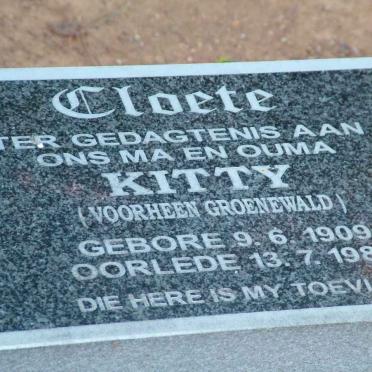 Cloete
TER GEDAGTENIS AAN
ONS MA EN OUMA
KITTY
(VOORHEEN GROENEWALD)
GEBORE 9. 6. 1909
OORLEDE 13. 7.
DIE HERE IS MY